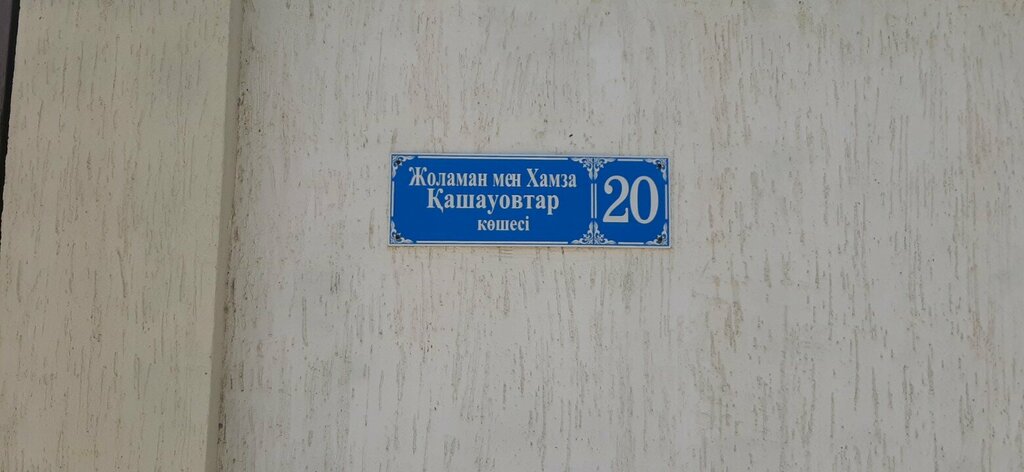 Жоламан мен Хамза
Қашауовтар
көшесі
20